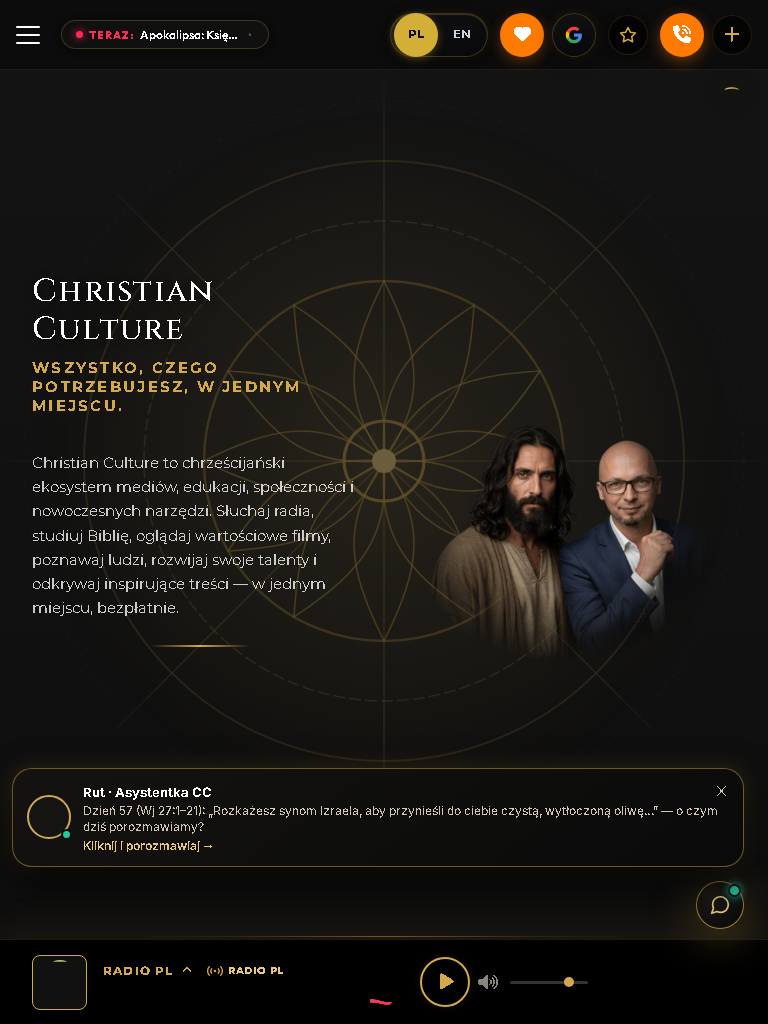 TERAZ: Apokalipsa: Księ...
PL EN
CHRISTIAN
CULTURE
WSZYSTKO, CZEGO
POTRZEBUJESZ, W JEDNYM
MIEJSCU.
Christian Culture to chrześcijański
ekosystem mediów, edukacji, społeczności i
nowoczesnych narzędzi. Słuchaj radia,
studiuj Biblię, oglądaj wartościowe filmy,
poznawaj ludzi, rozwijaj swoje talenty i
odkrywaj inspirujące treści — w jednym
miejscu, bezpłatnie.
Rut · Asystentka CC
Dzień 57 (Wj 27:1–21): „Rozkażesz synom Izraela, aby przynieśli do ciebie czystą, wytłoczoną oliwę…” — o czym
dziś porozmawiamy?
Kliknij i porozmawiaj →
RADIO PL RADIO PL